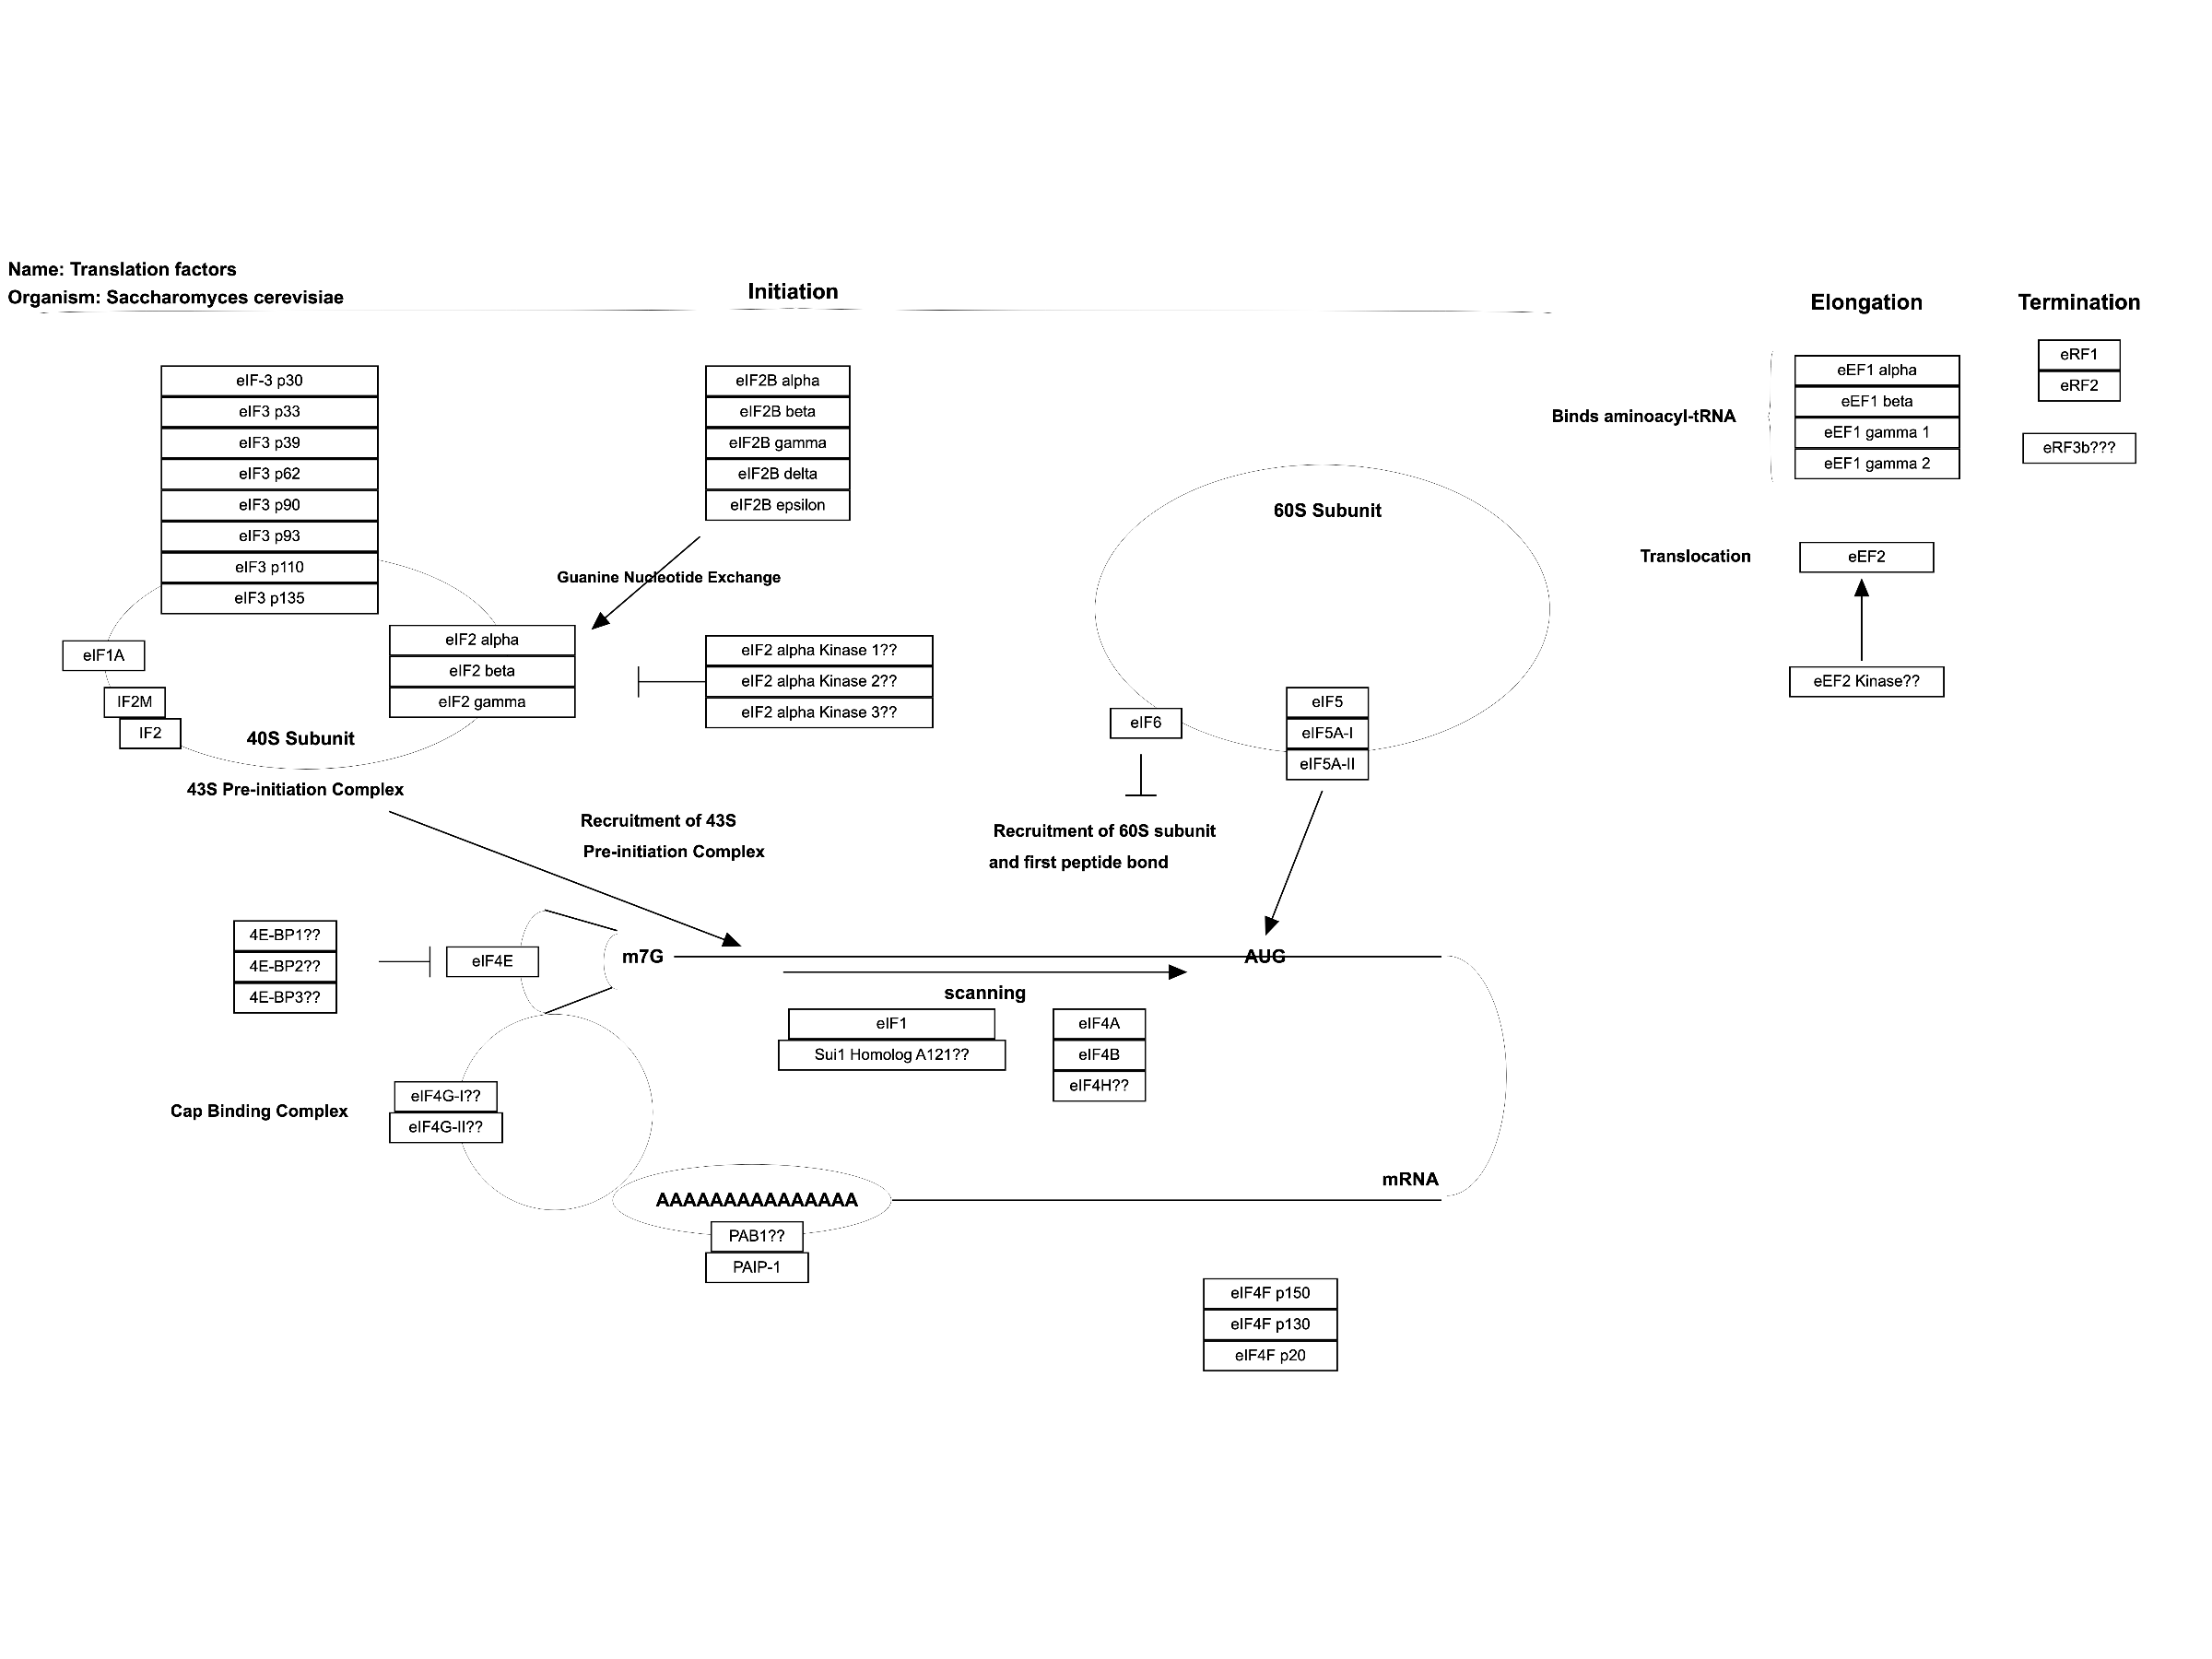 Name: Translation factors
Organism: Saccharomyces cerevisiae
Initiation
Elongation
Termination
eIF-3 p30
eIF3 p33
eIF3 p39
eIF3 p62
eIF3 p90
eIF3 p93
eIF3 p110
eIF3 p135
eIF2B alpha
eIF2B beta
eIF2B gamma
eIF2B delta
eIF2B epsilon
Guanine Nucleotide Exchange
eIF1A
IF2M
IF2
eIF2 alpha
eIF2 beta
eIF2 gamma
40S Subunit
43S Pre-initiation Complex
eIF2 alpha Kinase 1??
eIF2 alpha Kinase 2??
eIF2 alpha Kinase 3??
60S Subunit
eIF6
eIF5
eIF5A-I
eIF5A-II
Binds aminoacyl-tRNA
eEF1 alpha
eEF1 beta
eEF1 gamma 1
eEF1 gamma 2
eRF1
eRF2
eRF3b???
Translocation
eEF2
eEF2 Kinase??
Recruitment of 43S
Pre-initiation Complex
Recruitment of 60S subunit
and first peptide bond
4E-BP1??
4E-BP2??
4E-BP3??
eIF4E
m7G
AUG
scanning
eIF1
Sui1 Homolog A121??
eIF4A
eIF4B
eIF4H??
Cap Binding Complex
eIF4G-I??
eIF4G-II??
mRNA
AAAAAAAAAAAAAAA
PAB1??
PAIP-1
eIF4F p150
eIF4F p130
eIF4F p20